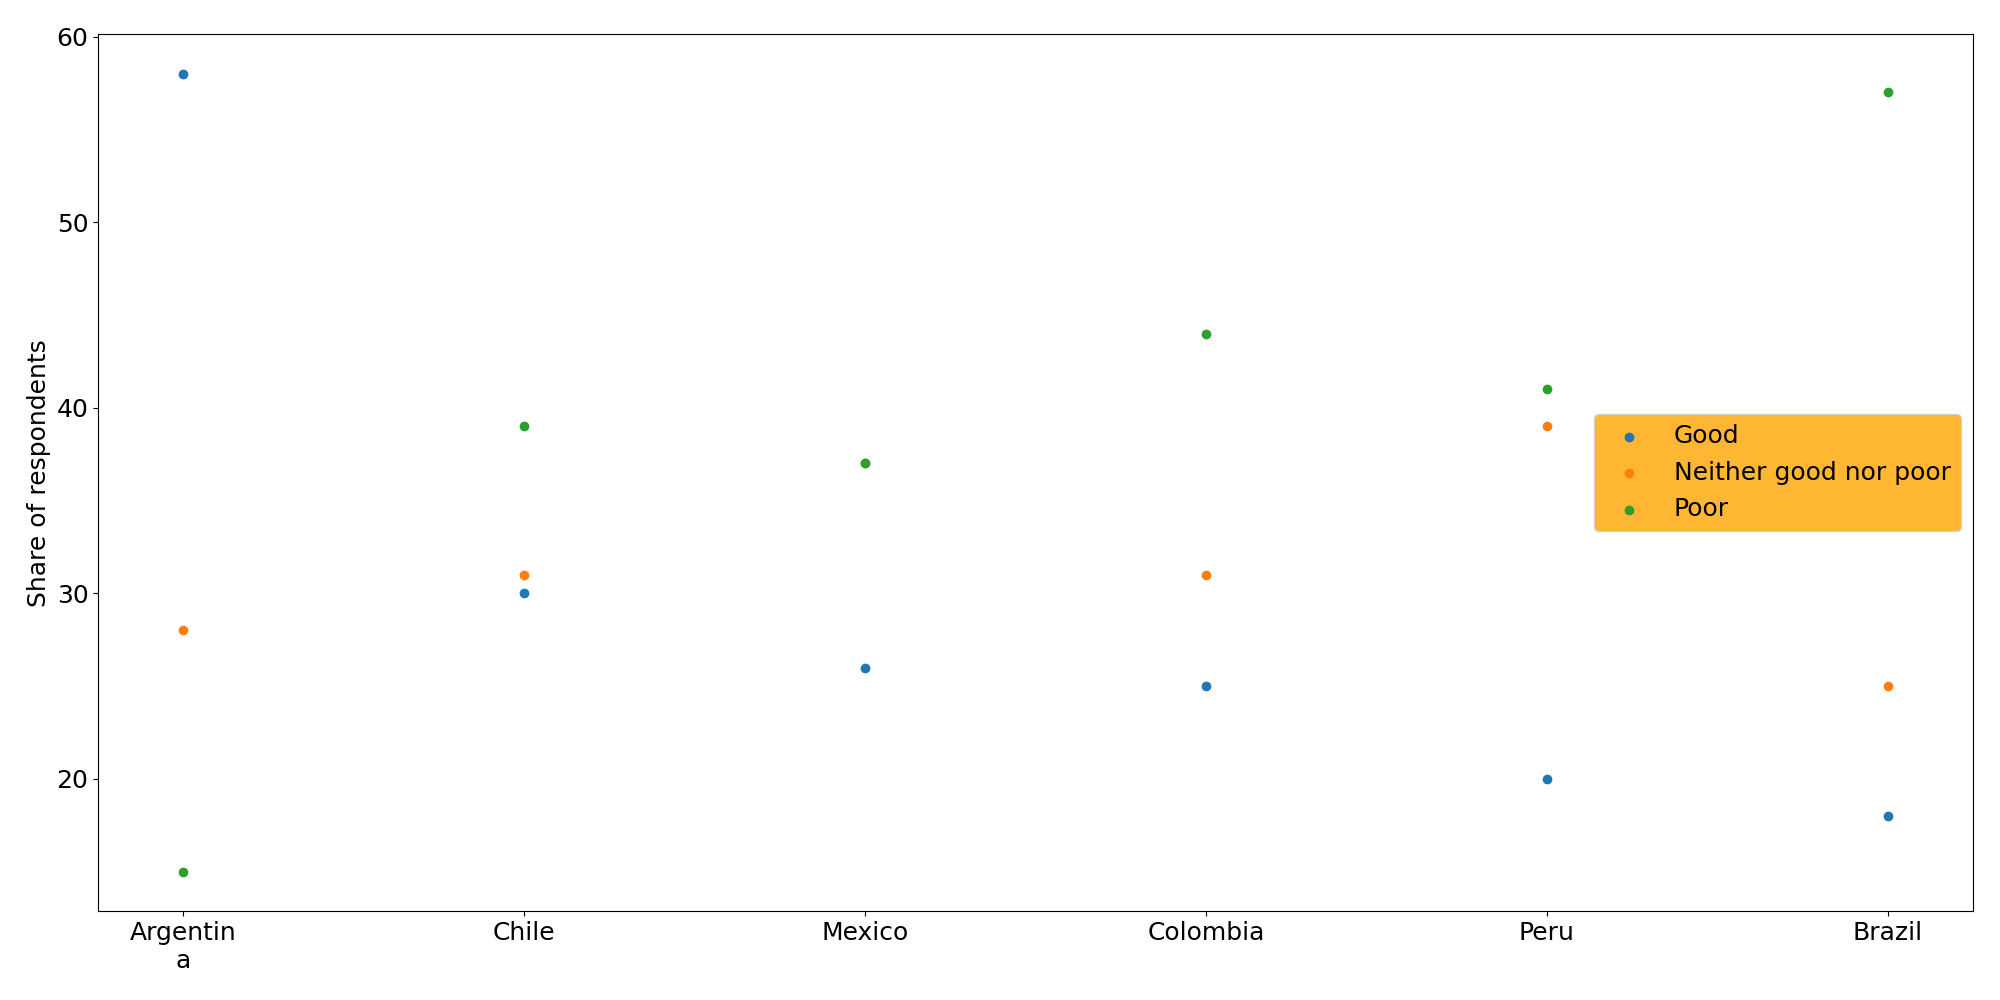 60
50
40
30
20
Share of respondents
Good
Neither good nor poor
Poor
Argentin
a
Chile
Mexico
Colombia
Peru
Brazil